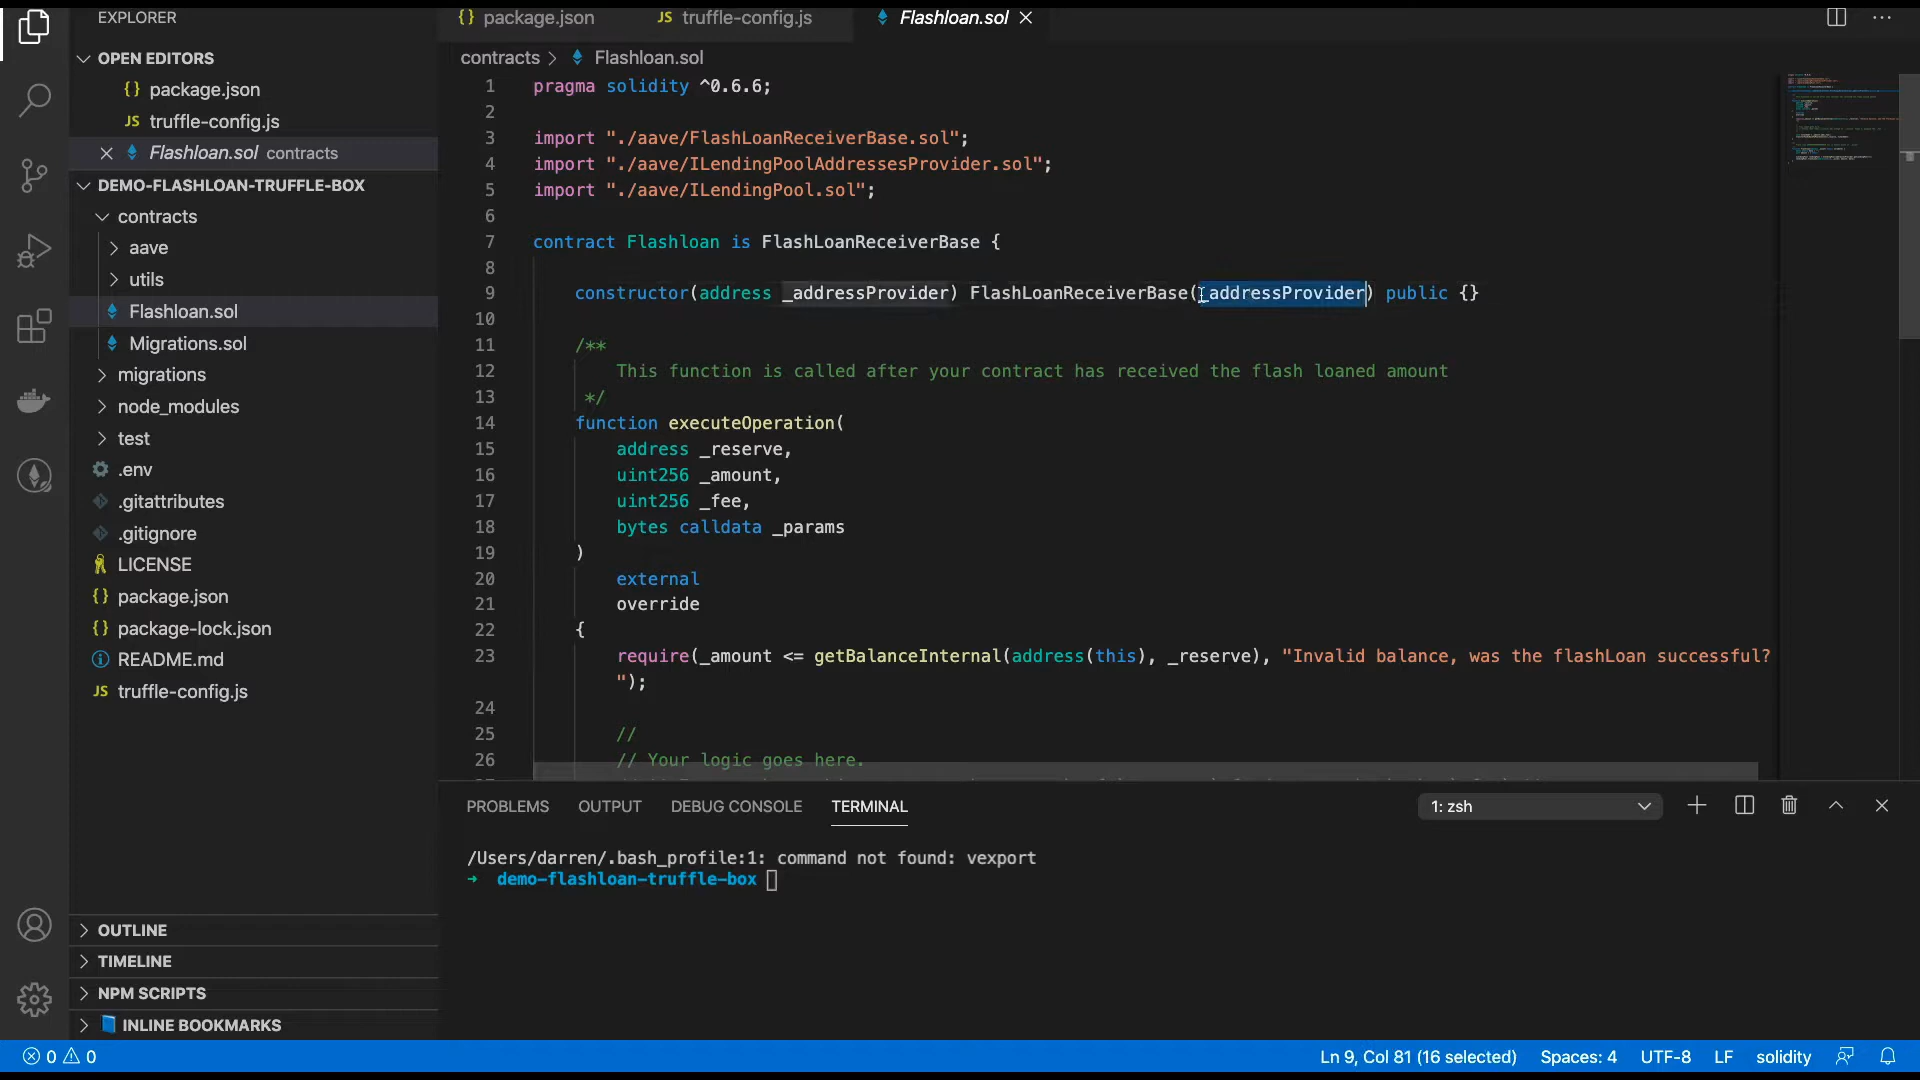 EXPLORER
OPEN EDITORS
{} package.json
JS truffle-config.js
Flashloan.sol contracts
DEMO-FLASHLOAN-TRUFFLE-BOX
contracts
aave
utils
Flashloan.sol
Migrations.sol
migrations
node_modules
test
.env
.gitattributes
.gitignore
LICENSE
{} package.json
{} package-lock.json
README.md
JS truffle-config.js
OUTLINE
TIMELINE
NPM SCRIPTS
INLINE BOOKMARKS
{} package.json JS truffle-config.js Flashloan.sol
contracts > Flashloan.sol
1 pragma solidity ^0.6.6;
2
3 import "./aave/FlashLoanReceiverBase.sol";
4 import "./aave/ILendingPoolAddressesProvider.sol";
5 import "./aave/ILendingPool.sol";
6
7 contract Flashloan is FlashLoanReceiverBase {
8
9 constructor(address _addressProvider) FlashLoanReceiverBase(_addressProvider) public {}
10
11 /**
12 This function is called after your contract has received the flash loaned amount
13 */
14 function executeOperation(
15 address _reserve,
16 uint256 _amount,
17 uint256 _fee,
18 bytes calldata _params
19 )
20 external
21 override
22 {
23 require(_amount <= getBalanceInternal(address(this), _reserve), "Invalid balance, was the flashLoan successful?
");
24
25 //
26 // Your logic goes here.
PROBLEMS OUTPUT DEBUG CONSOLE TERMINAL 1: zsh
/Users/darren/.bash_profile:1: command not found: vexport
➜ demo-flashloan-truffle-box
0 0 Ln 9, Col 81 (16 selected) Spaces: 4 UTF-8 LF solidity